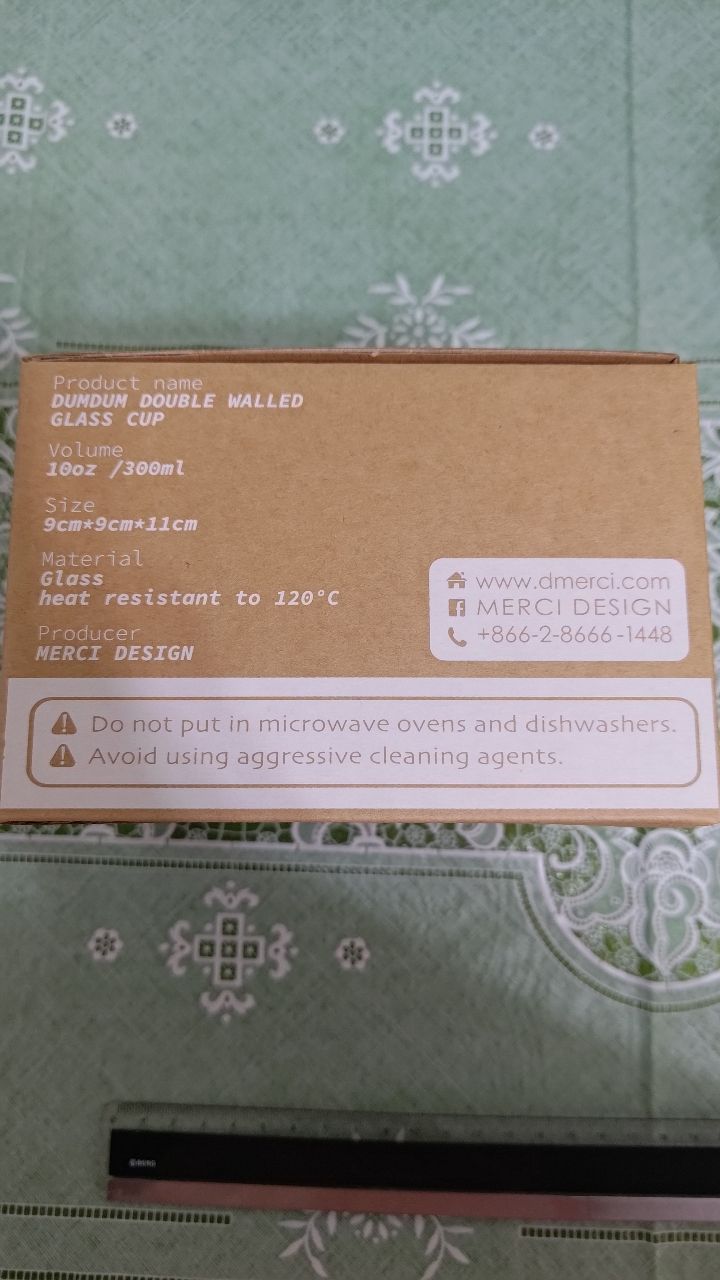 Product name
DUMDUM DOUBLE WALLED
GLASS CUP
Volume
10oz /300ml
Size
9cm*9cm*11cm
Material
Glass
heat resistant to 120°C
Producer
MERCI DESIGN
www.dmerci.com
MERCI DESIGN
+866-2-8666-1448
Do not put in microwave ovens and dishwashers.
Avoid using aggressive cleaning agents.